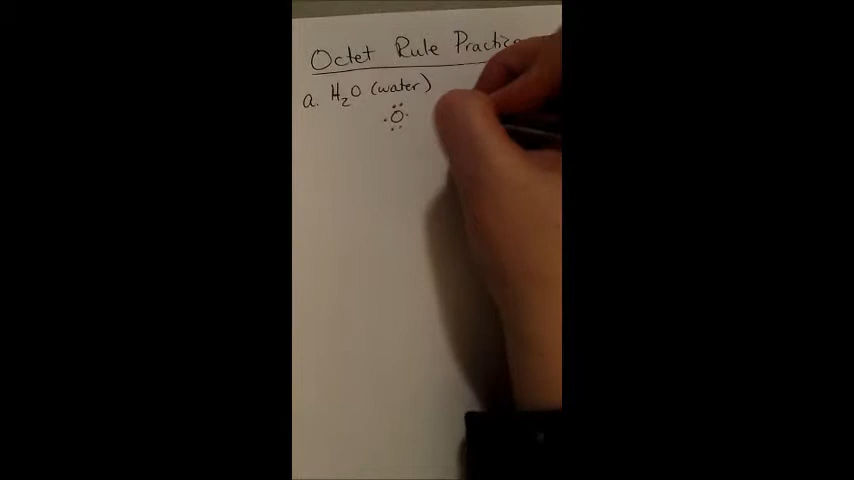 Octet Rule Practice
a. H₂O (water)
O